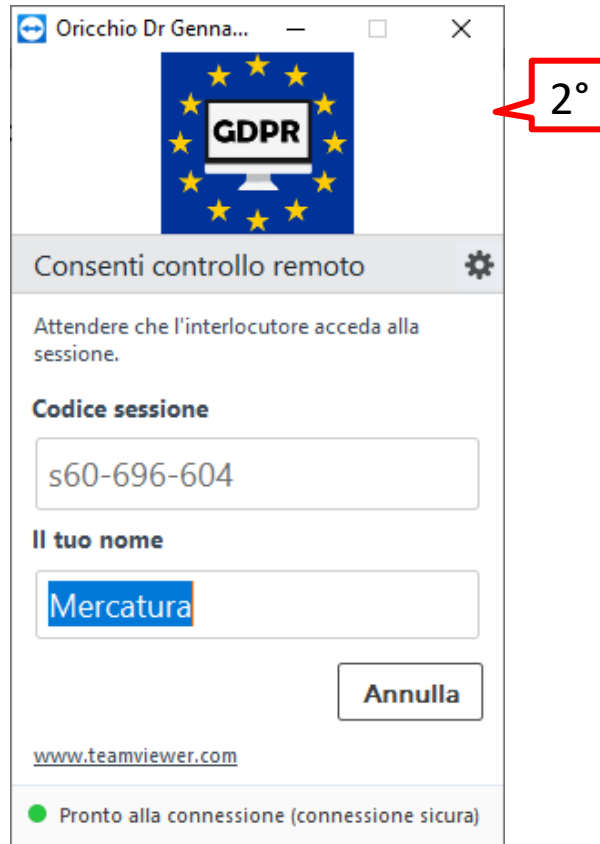 Oricchio Dr Genna...
2°
GDPR
Consenti controllo remoto
Attendere che l'interlocutore acceda alla
sessione.
Codice sessione
s60-696-604
Il tuo nome
Mercatura
Annulla
www.teamviewer.com
Pronto alla connessione (connessione sicura)